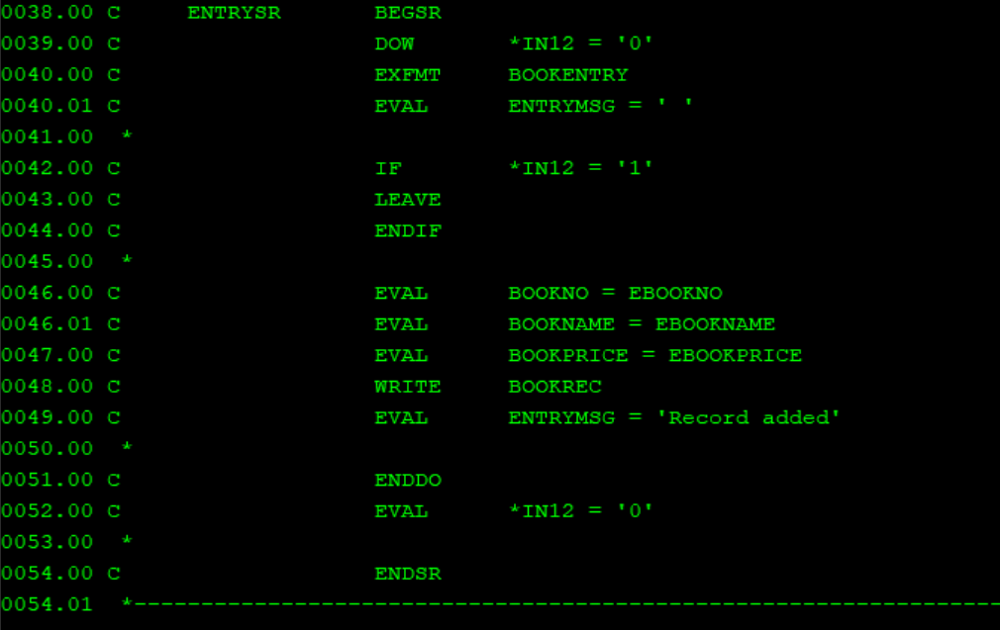 0038.00 C     ENTRYSR       BEGSR
0039.00 C                   DOW       *IN12 = '0'
0040.00 C                   EXFMT     BOOKENTRY
0040.01 C                   EVAL      ENTRYMSG = ' '
0041.00  *
0042.00 C                   IF        *IN12 = '1'
0043.00 C                   LEAVE
0044.00 C                   ENDIF
0045.00  *
0046.00 C                   EVAL      BOOKNO = EBOOKNO
0046.01 C                   EVAL      BOOKNAME = EBOOKNAME
0047.00 C                   EVAL      BOOKPRICE = EBOOKPRICE
0048.00 C                   WRITE     BOOKREC
0049.00 C                   EVAL      ENTRYMSG = 'Record added'
0050.00  *
0051.00 C                   ENDDO
0052.00 C                   EVAL      *IN12 = '0'
0053.00  *
0054.00 C                   ENDSR
0054.01  *-----------------------------------------------------------------